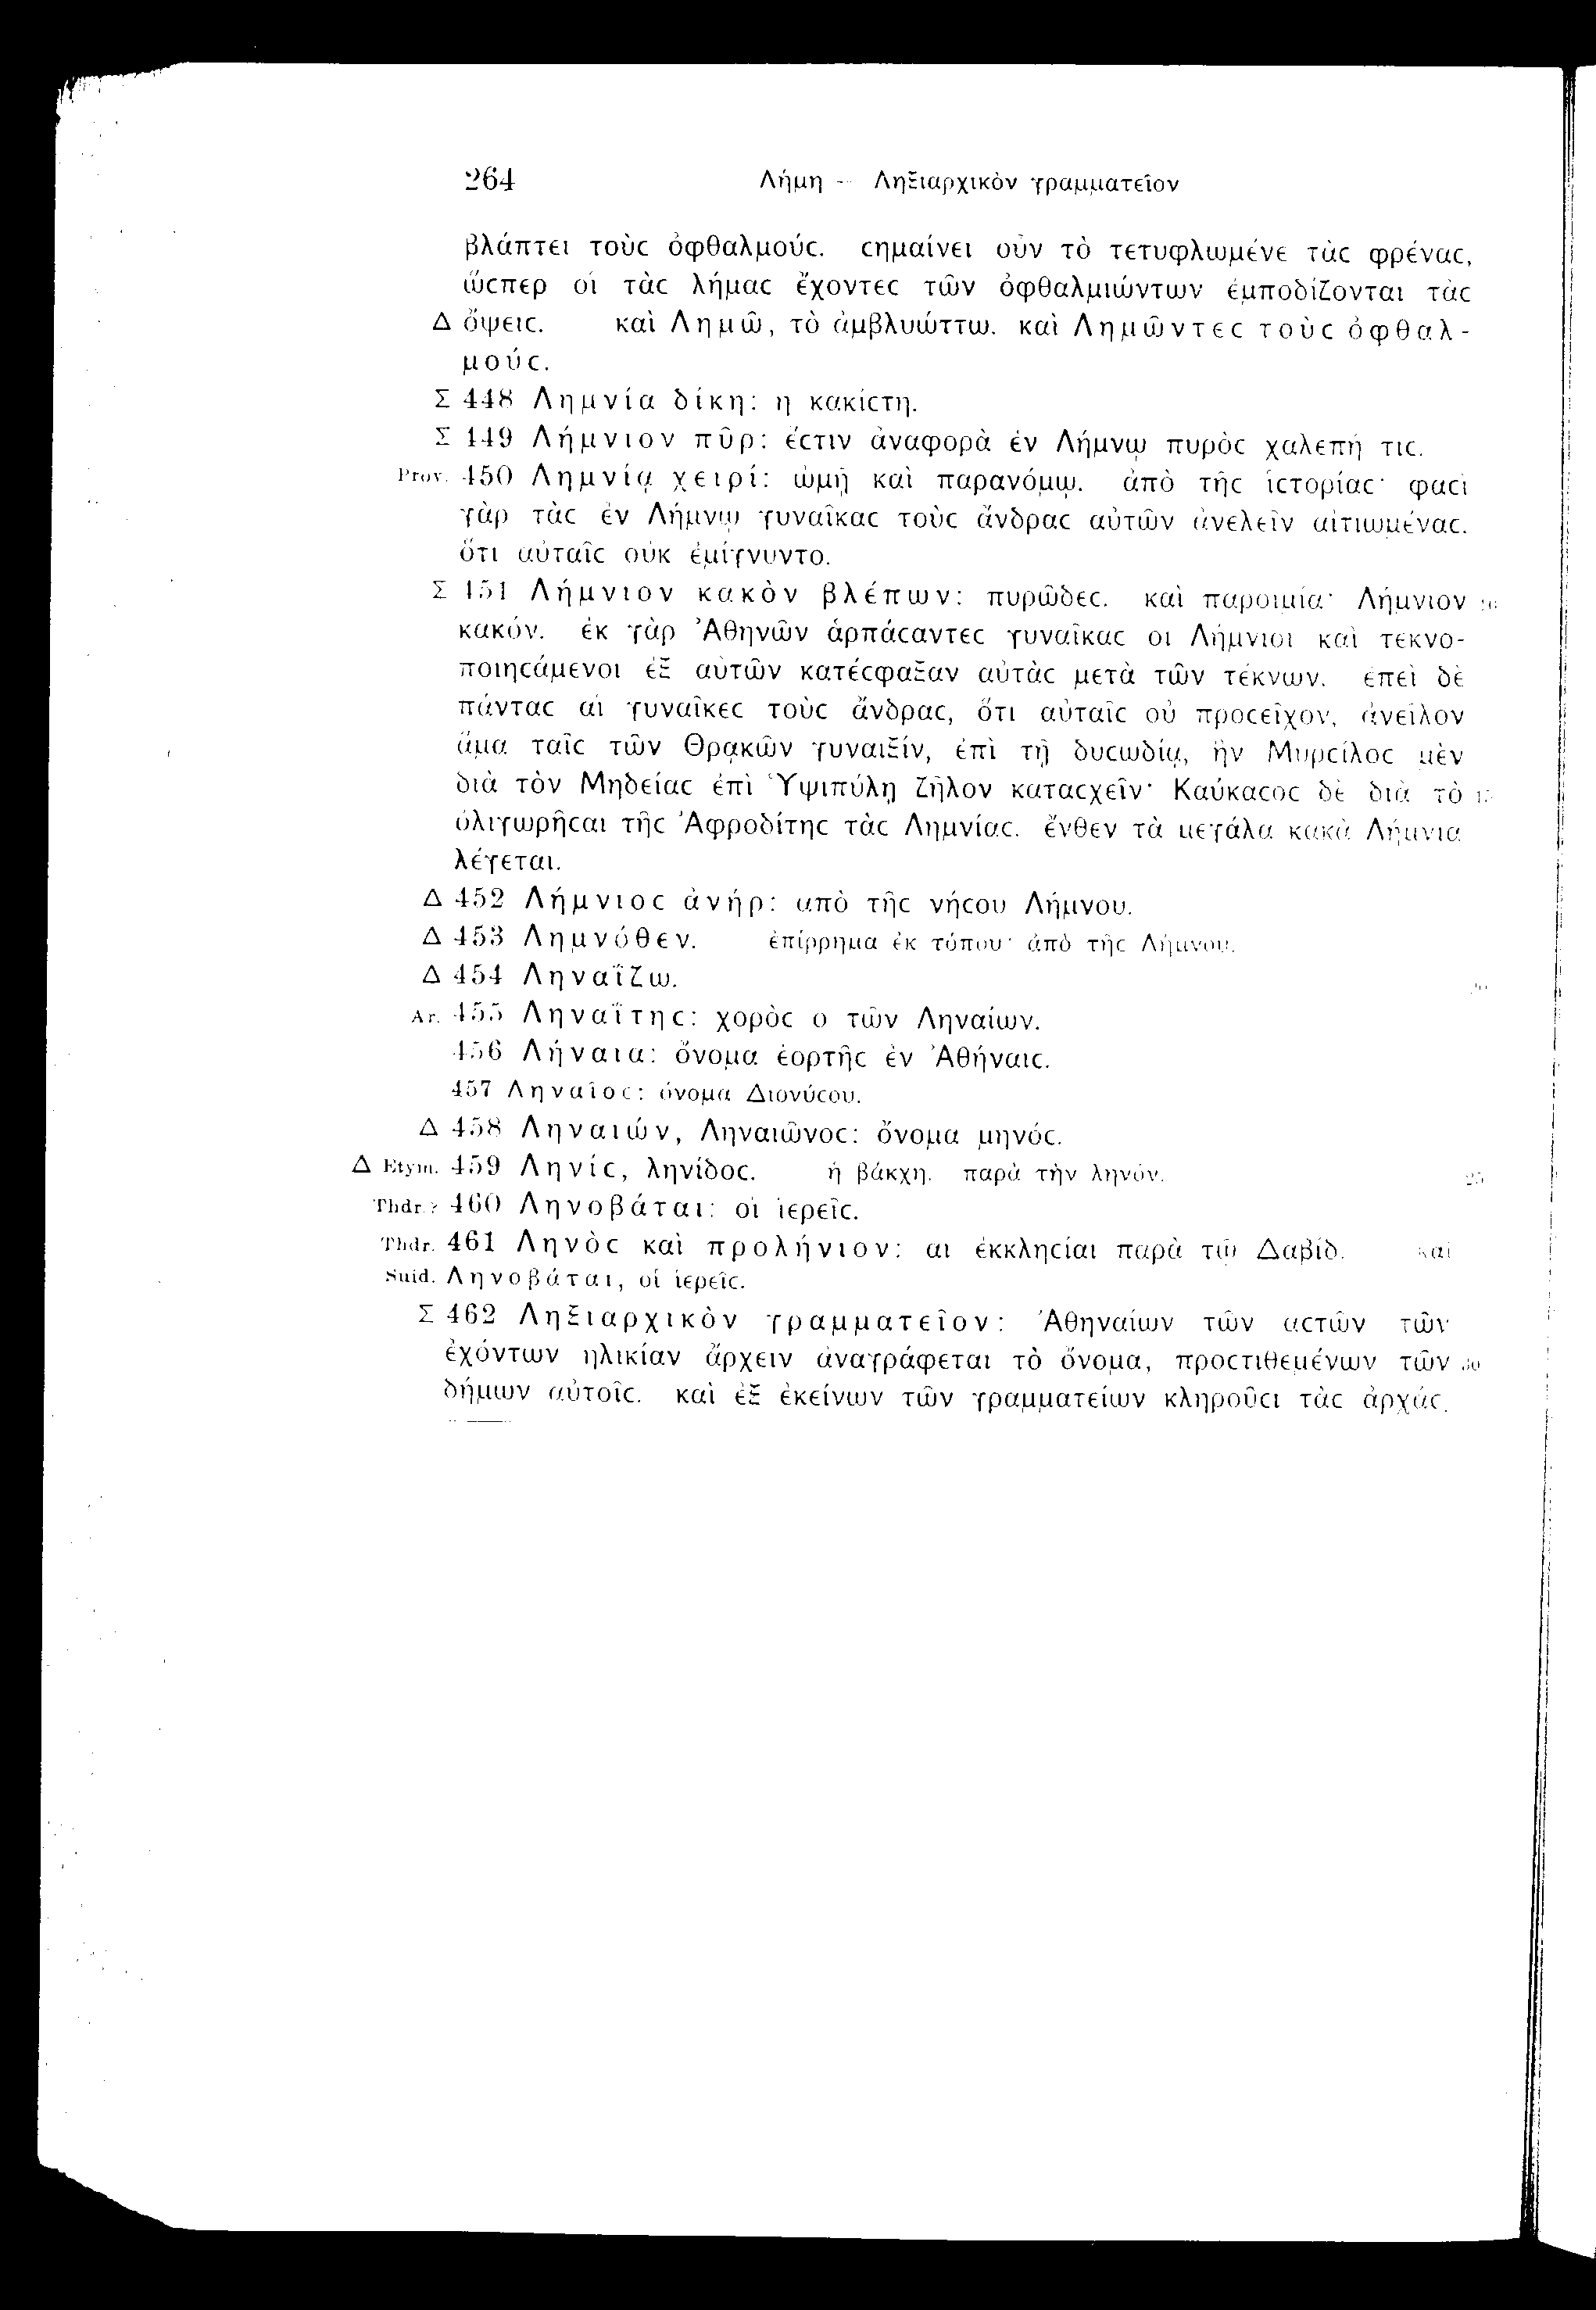 264 Λήμη — Ληξιαρχικὸν γραμματεῖον
βλάπτει τοὺϲ ὀφθαλμούϲ. ϲημαίνει οὖν τὸ τετυφλωμένε τὰϲ φρέναϲ,
ὥϲπερ οἱ τὰϲ λήμαϲ ἔχοντεϲ τῶν ὀφθαλμιώντων ἐμποδίζονται τὰϲ
Δ ὄψειϲ. καὶ Λημῶ, τὸ ἀμβλυώττω. καὶ Λημῶντεϲ τοὺϲ ὀφθαλ-
μούϲ.
Σ 448 Λημνία δίκη: ἡ κακίϲτη.
Σ 449 Λήμνιον πῦρ: ἔϲτιν ἀναφορὰ ἐν Λήμνῳ πυρὸϲ χαλεπή τιϲ.
Prov. 450 Λημνίᾳ χειρί: ὠμῇ καὶ παρανόμῳ. ἀπὸ τῆϲ ἱϲτορίαϲ· φαϲὶ
γὰρ τὰϲ ἐν Λήμνῳ γυναῖκαϲ τοὺϲ ἄνδραϲ αὐτῶν ἀνελεῖν αἰτιωμέναϲ.
ὅτι αὐταῖϲ οὐκ ἐμίγνυντο.
Σ 451 Λήμνιον κακὸν βλέπων: πυρῶδεϲ. καὶ παροιμία· Λήμνιον
κακόν. ἐκ γὰρ Ἀθηνῶν ἁρπάϲαντεϲ γυναῖκαϲ οἱ Λήμνιοι καὶ τεκνο-
ποιηϲάμενοι ἐξ αὐτῶν κατέϲφαξαν αὐτὰϲ μετὰ τῶν τέκνων. ἐπεὶ δὲ
πάνταϲ αἱ γυναῖκεϲ τοὺϲ ἄνδραϲ, ὅτι αὐταῖϲ οὐ προϲεῖχον, ἀνεῖλον
ἅμα ταῖϲ τῶν Θρᾳκῶν γυναιξίν, ἐπὶ τῇ δυϲωδίᾳ, ἣν Μυρϲίλοϲ μὲν
διὰ τὸν Μηδείαϲ ἐπὶ Ὑψιπύλῃ ζῆλον καταϲχεῖν· Καύκαϲοϲ δὲ διὰ τὸ 15
ὀλιγωρῆϲαι τῆϲ Ἀφροδίτηϲ τὰϲ Λημνίαϲ. ἔνθεν τὰ μεγάλα κακὰ Λήμνια
λέγεται.
Δ 452 Λήμνιοϲ ἀνήρ: ἀπὸ τῆϲ νήϲου Λήμνου.
Δ 453 Λημνόθεν. ἐπίρρημα ἐκ τόπου· ἀπὸ τῆϲ Λήμνου.
Δ 454 Ληναΐζω.
Ar. 455 Ληναΐτηϲ: χορὸϲ ὁ τῶν Ληναίων.
456 Λήναια: ὄνομα ἑορτῆϲ ἐν Ἀθήναιϲ.
457 Ληναῖοϲ: ὄνομα Διονύϲου.
Δ 458 Ληναιών, Ληναιῶνοϲ: ὄνομα μηνόϲ.
Δ Etym. 459 Ληνίϲ, ληνίδοϲ. ἡ βάκχη. παρὰ τὴν ληνόν. 25
Thdr.? 460 Ληνοβάται: οἱ ἱερεῖϲ.
Thdr. 461 Ληνὸϲ καὶ προλήνιον: αἱ ἐκκληϲίαι παρὰ τῷ Δαβίδ. καὶ
Suid. Ληνοβάται, οἱ ἱερεῖϲ.
Σ 462 Ληξιαρχικὸν γραμματεῖον: Ἀθηναίων τῶν ἀϲτῶν τῶν
ἐχόντων ἡλικίαν ἄρχειν ἀναγράφεται τὸ ὄνομα, προϲτιθεμένων τῶν 30
δήμων αὐτοῖϲ. καὶ ἐξ ἐκείνων τῶν γραμματείων κληροῦϲι τὰϲ ἀρχάϲ.